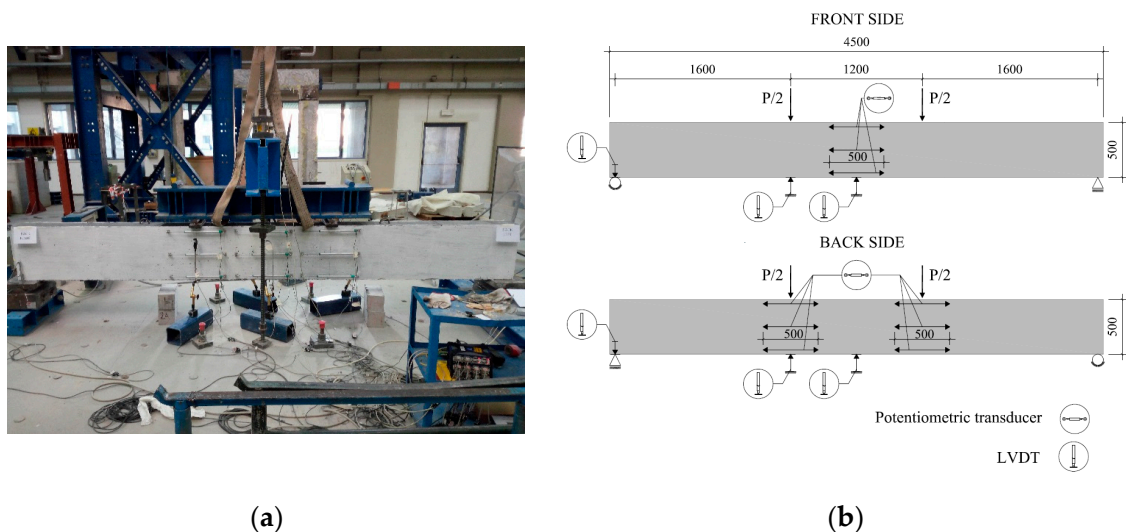 FRONT SIDE
4500
1600 1200 1600
P/2 P/2
500
500
BACK SIDE
P/2 P/2
500 500
500
Potentiometric transducer
LVDT
(a) (b)